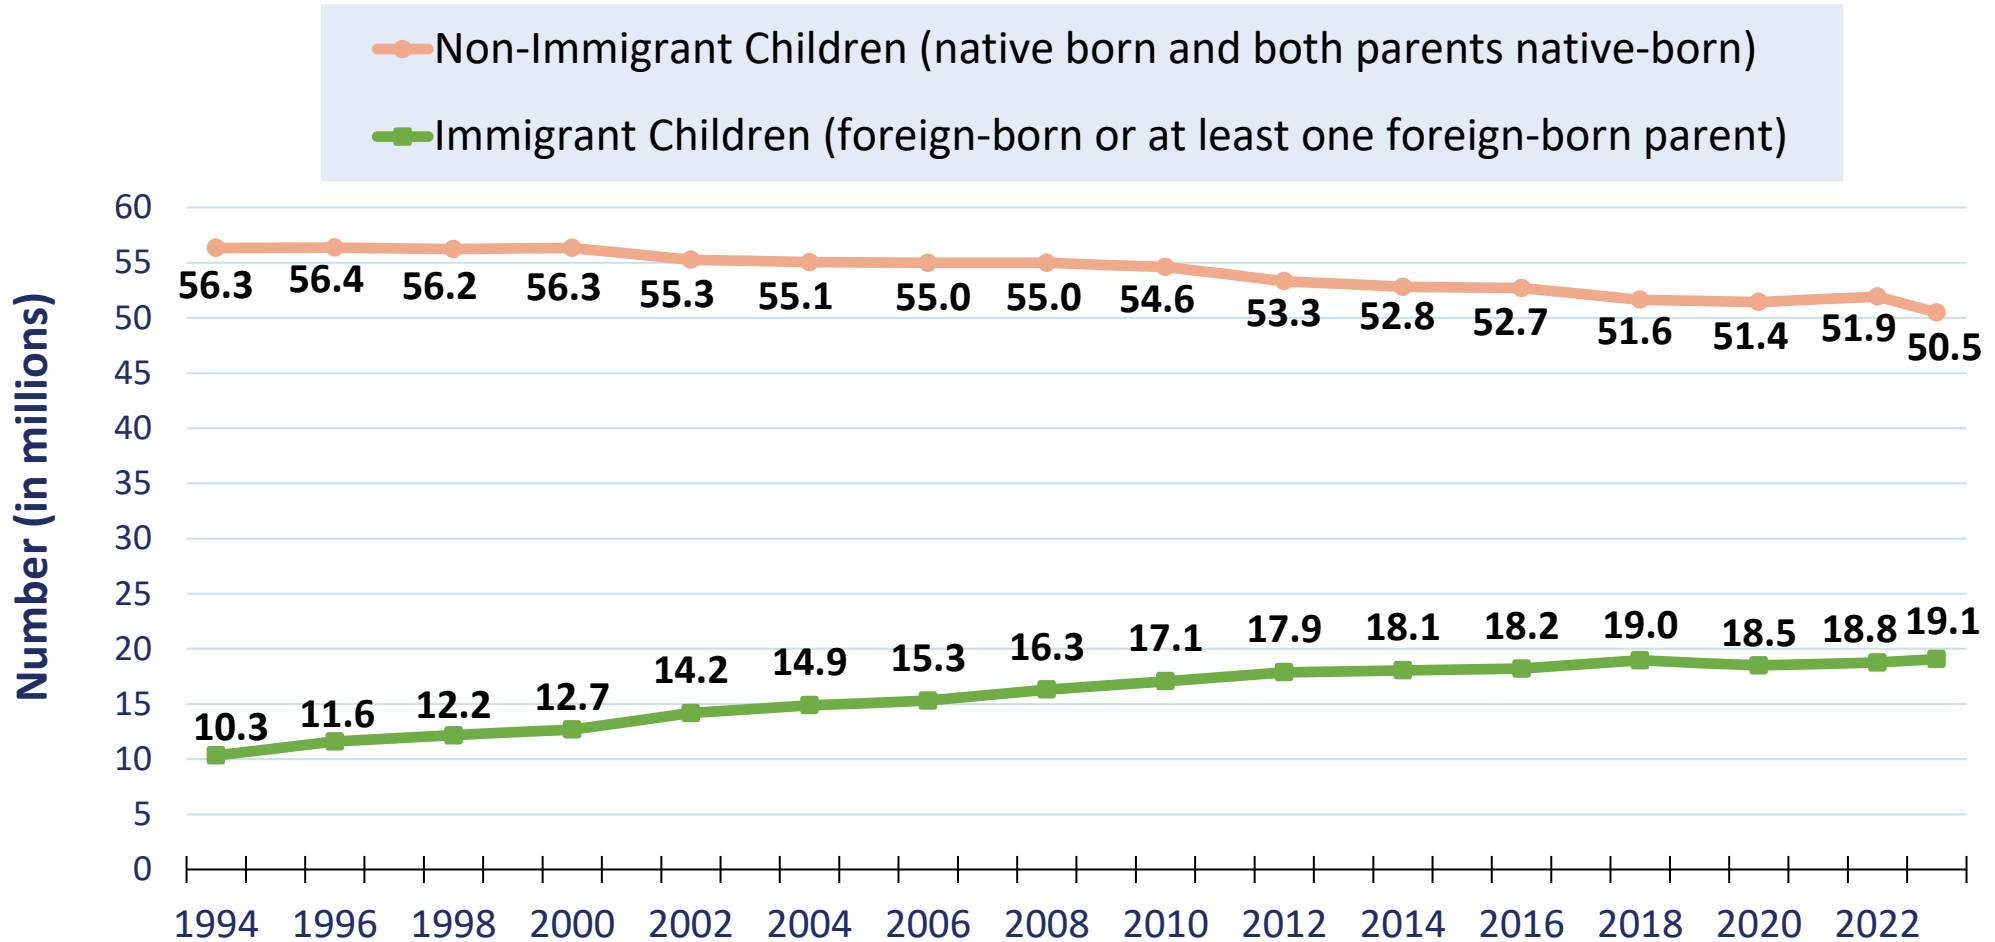 Non-Immigrant Children (native born and both parents native-born)
Immigrant Children (foreign-born or at least one foreign-born parent)
Number (in millions)
60
55
50
45
40
35
30
25
20
15
10
5
0
56.3 56.4 56.2 56.3 55.3 55.1 55.0 55.0 54.6 53.3 52.8 52.7 51.6 51.4 51.9 50.5
10.3 11.6 12.2 12.7 14.2 14.9 15.3 16.3 17.1 17.9 18.1 18.2 19.0 18.5 18.8 19.1
1994 1996 1998 2000 2002 2004 2006 2008 2010 2012 2014 2016 2018 2020 2022